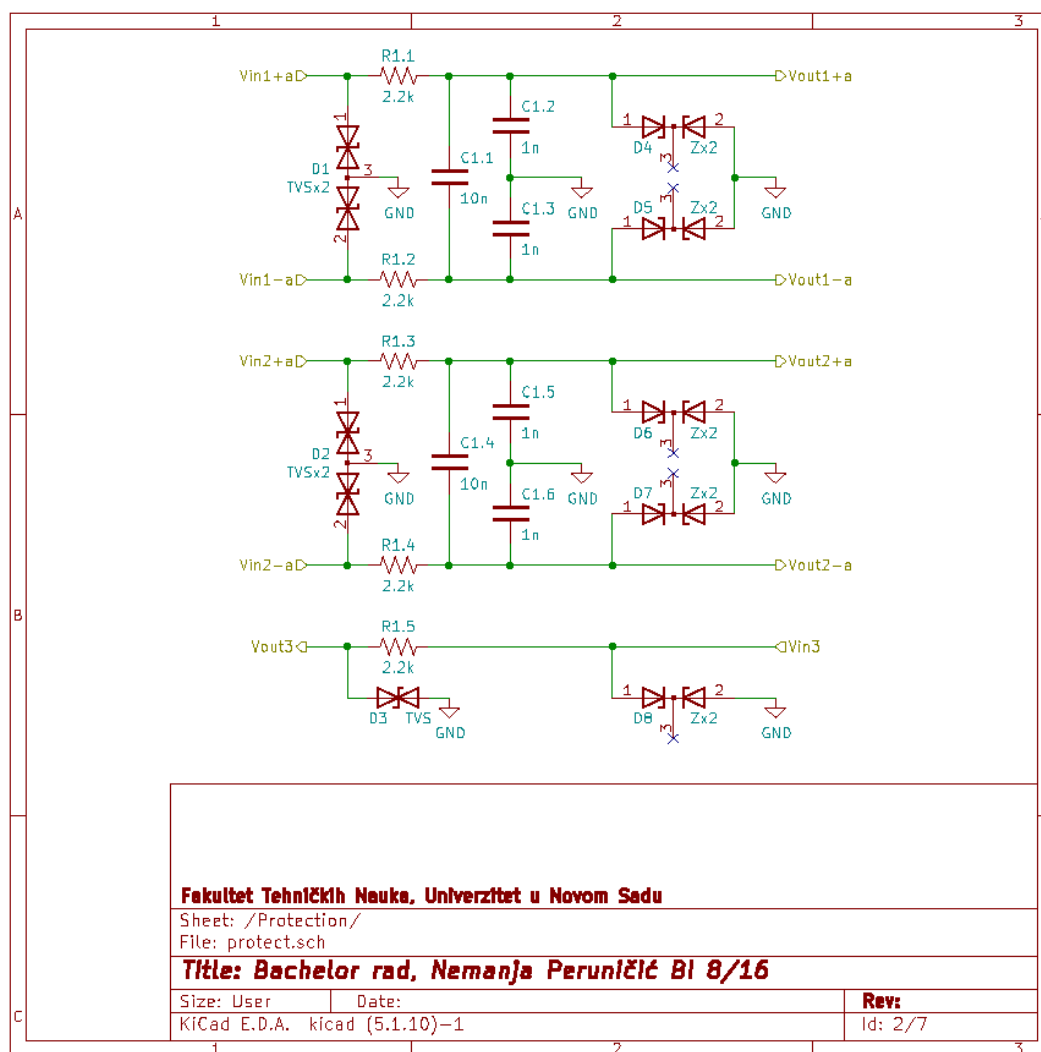 1 2 3
Vin1+a R1.1 Vout1+a
2.2k
C1.2
1 1n 1 2
D4 Zx2
C1.1 3
D1 3
TVSx2 GND 10n GND GND
3
A
D5 Zx2
C1.3 1 2
2 1n
R1.2
Vin1-a Vout1-a
2.2k
R1.3
Vin2+a Vout2+a
2.2k
C1.5
1 1n 1 2
D6 Zx2
C1.4 3
D2 3
TVSx2 GND 10n GND GND
3
D7 Zx2
C1.6 1 2
2 1n
R1.4
Vin2-a Vout2-a
2.2k
B
R1.5
Vout3 Vin3
2.2k
1 2
D3 TVS D8 Zx2
GND 3 GND
Fakultet Tehničkih Nauka, Univerzitet u Novom Sadu
Sheet: /Protection/
File: protect.sch
Title: Bachelor rad, Nemanja Peruničić BI 8/16
Size: User Date: Rev:
KiCad E.D.A. kicad (5.1.10)-1 Id: 2/7
C
1 2 3